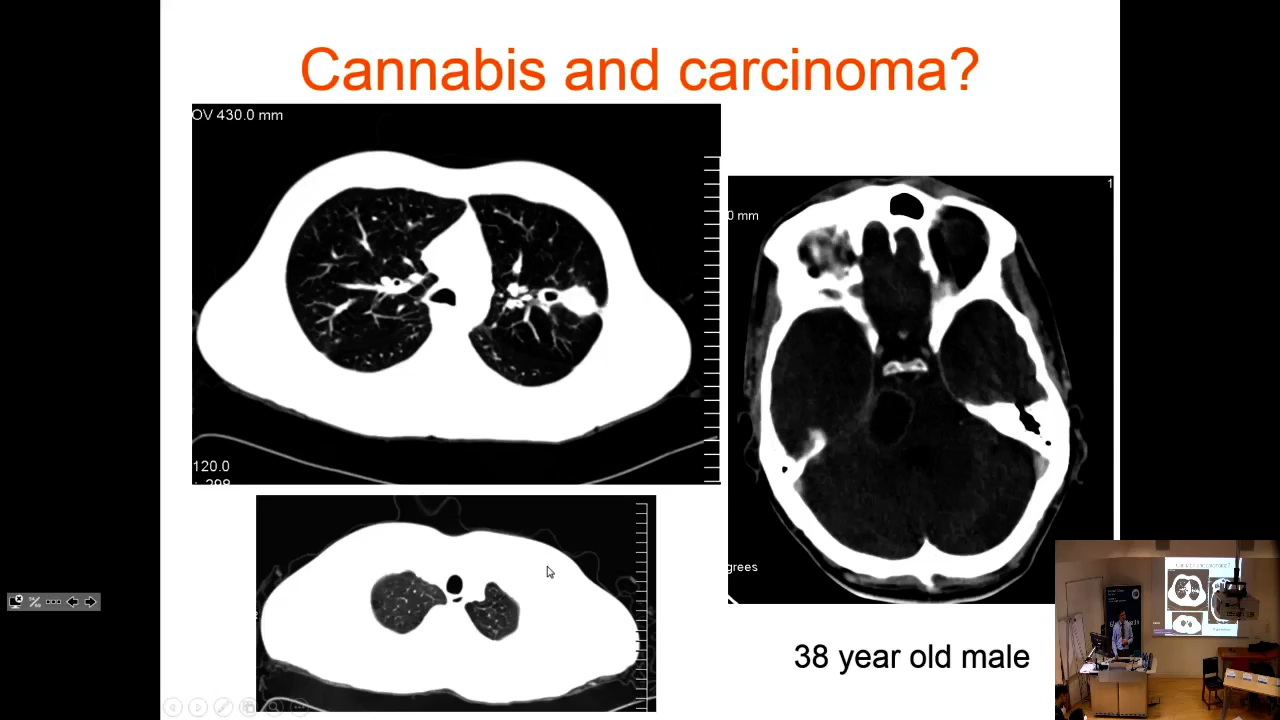 Cannabis and carcinoma?
OV 430.0 mm
1
0 mm
120.0
grees
38 year old male